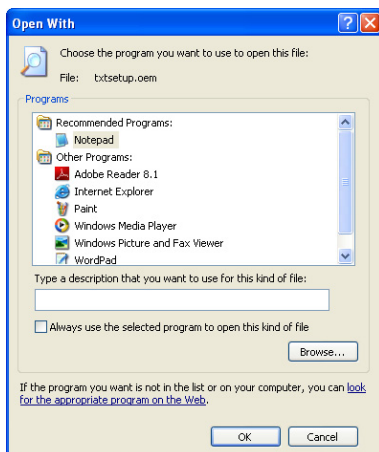 Open With
Choose the program you want to use to open this file:
File: txtsetup.oem
Programs
Recommended Programs:
Notepad
Other Programs:
Adobe Reader 8.1
Internet Explorer
Paint
Windows Media Player
Windows Picture and Fax Viewer
WordPad
Type a description that you want to use for this kind of file:
Always use the selected program to open this kind of file
Browse...
If the program you want is not in the list or on your computer, you can look
for the appropriate program on the Web.
OK Cancel